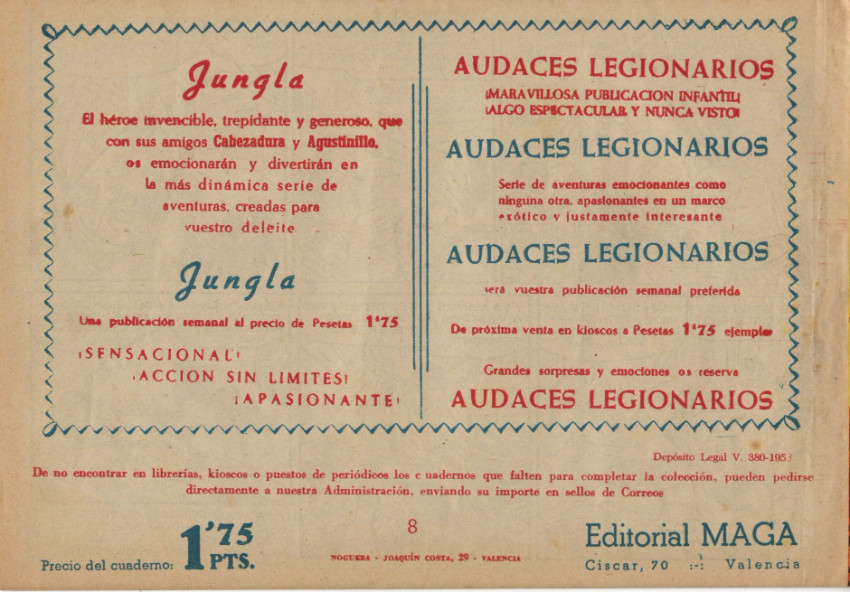 Jungla
El héroe invencible, trepidante y generoso, que
con sus amigos Cabezadura y Agustinillo,
os emocionarán y divertirán en
la más dinámica serie de
aventuras, creadas para
vuestro deleite
Jungla
Una publicación semanal al precio de Pesetas 1'75
¡SENSACIONAL!
¡ACCION SIN LIMITES!
¡APASIONANTE!
AUDACES LEGIONARIOS
¡MARAVILLOSA PUBLICACION INFANTIL!
¡ALGO ESPECTACULAR Y NUNCA VISTO!
AUDACES LEGIONARIOS
Serie de aventuras emocionantes como
ninguna otra, apasionantes en un marco
exótico y justamente interesante
AUDACES LEGIONARIOS
será vuestra publicación semanal preferida
De próxima venta en kioscos a Pesetas 1'75 ejemplar
Grandes sorpresas y emociones os reserva
AUDACES LEGIONARIOS
Depósito Legal V. 380-195
De no encontrar en librerías, kioscos o puestos de periódicos los cuadernos que falten para completar la colección, pueden pedirse
directamente a nuestra Administración, enviando su importe en sellos de Correos
Precio del cuaderno: 1'75 PTS.
8
NOGUERA - JOAQUÍN COSTA, 29 - VALENCIA
Editorial MAGA
Ciscar, 70 :-: Valencia